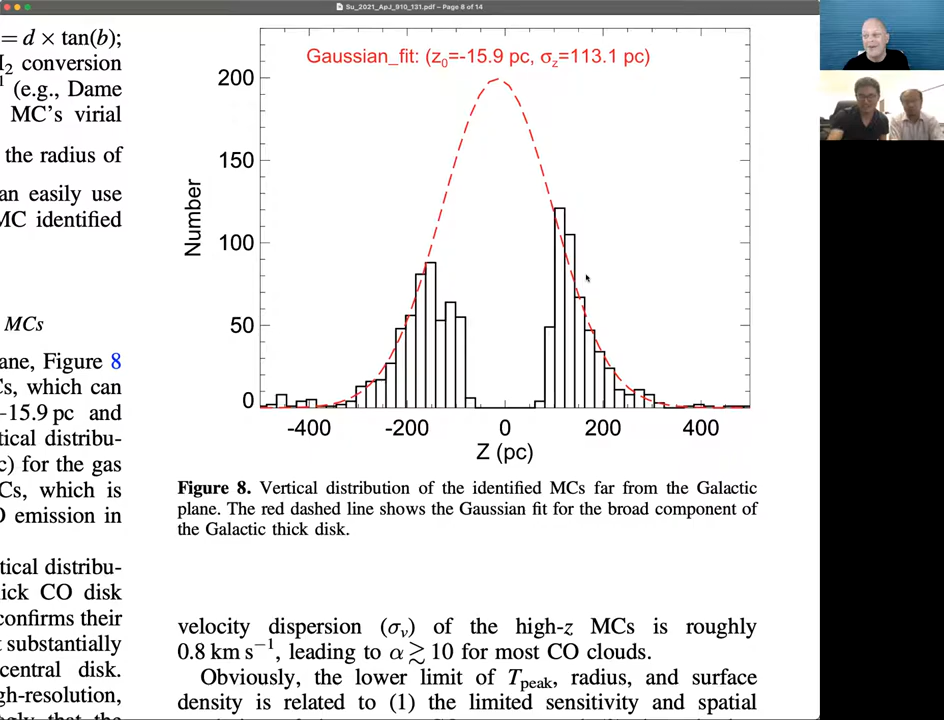 Su_2021_ApJ_910_131.pdf – Page 8 of 14
= d × tan(b);
I₂ conversion
¹ (e.g., Dame
MC's virial
the radius of
an easily use
MC identified
MCs
ane, Figure 8
Cs, which can
-15.9 pc and
tical distribu-
c) for the gas
Cs, which is
O emission in
tical distribu-
ick CO disk
confirms their
t substantially
central disk.
gh-resolution,
ngly that the
Gaussian_fit: (z₀=-15.9 pc, σ_z=113.1 pc)
200
150
100
50
0
Number
-400 -200 0 200 400
Z (pc)
Figure 8. Vertical distribution of the identified MCs far from the Galactic
plane. The red dashed line shows the Gaussian fit for the broad component of
the Galactic thick disk.
velocity dispersion (σᵥ) of the high-z MCs is roughly
0.8 km s⁻¹, leading to α ≳ 10 for most CO clouds.
Obviously, the lower limit of T_peak, radius, and surface
density is related to (1) the limited sensitivity and spatial